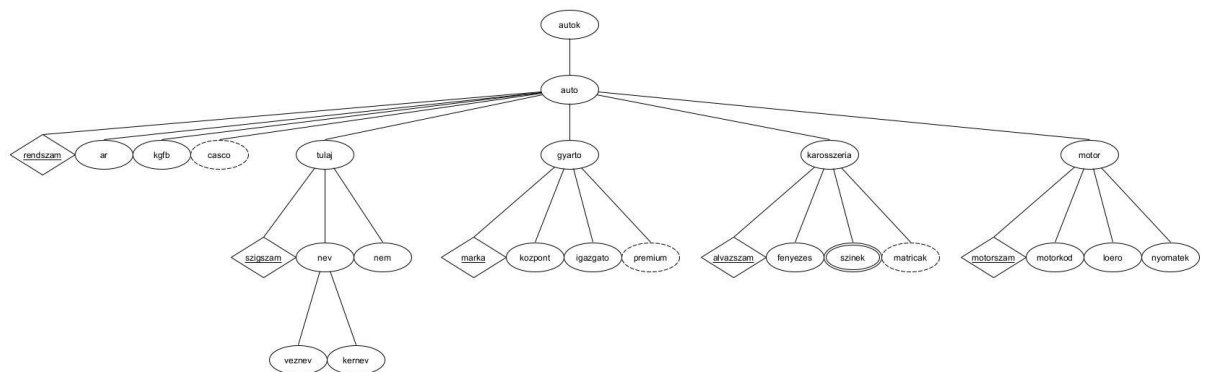 autok
auto
rendszam ar kgfb casco tulaj gyarto karosszeria motor
szigszam nev nem marka kozpont igazgato premium alvazszam fenyezes szinek matricak motorszam motorkod loero nyomatek
veznev kernev